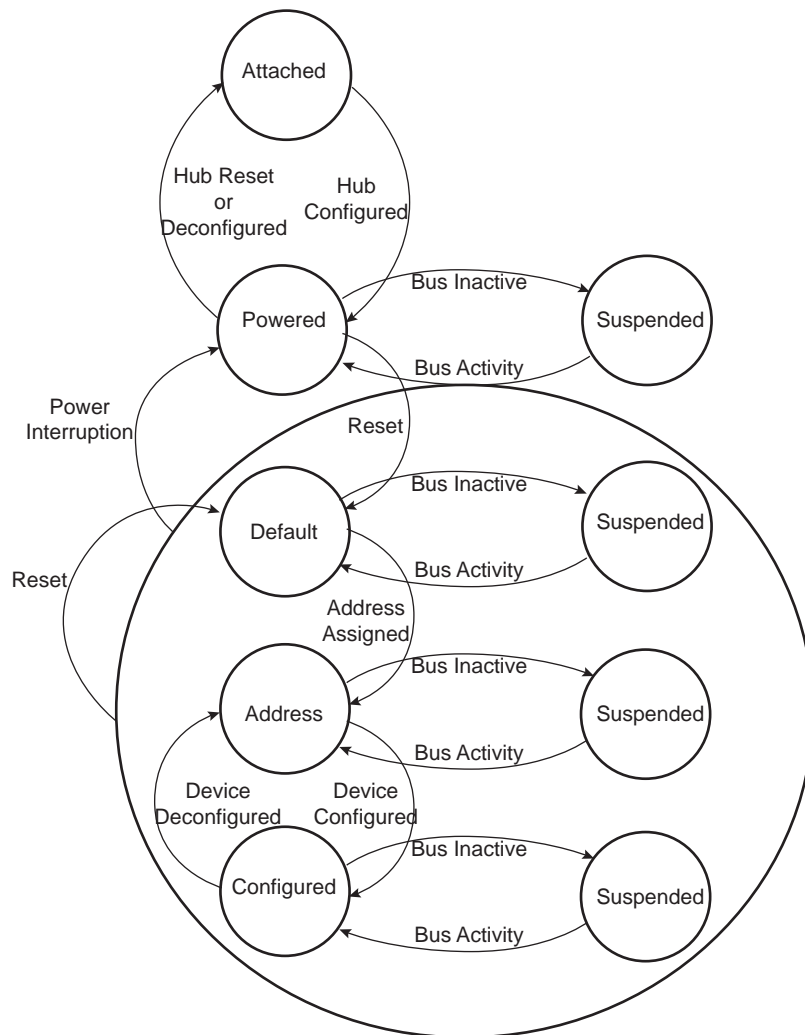 Attached
Hub Reset
or
Deconfigured
Hub
Configured
Powered
Bus Inactive
Suspended
Bus Activity
Power
Interruption
Reset
Default
Bus Inactive
Suspended
Bus Activity
Reset
Address
Assigned
Address
Bus Inactive
Suspended
Bus Activity
Device
Deconfigured
Device
Configured
Configured
Bus Inactive
Suspended
Bus Activity